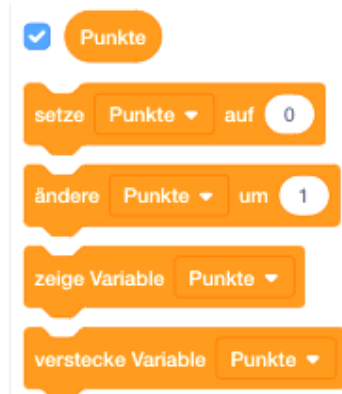 Punkte
setze Punkte auf 0
ändere Punkte um 1
zeige Variable Punkte
verstecke Variable Punkte